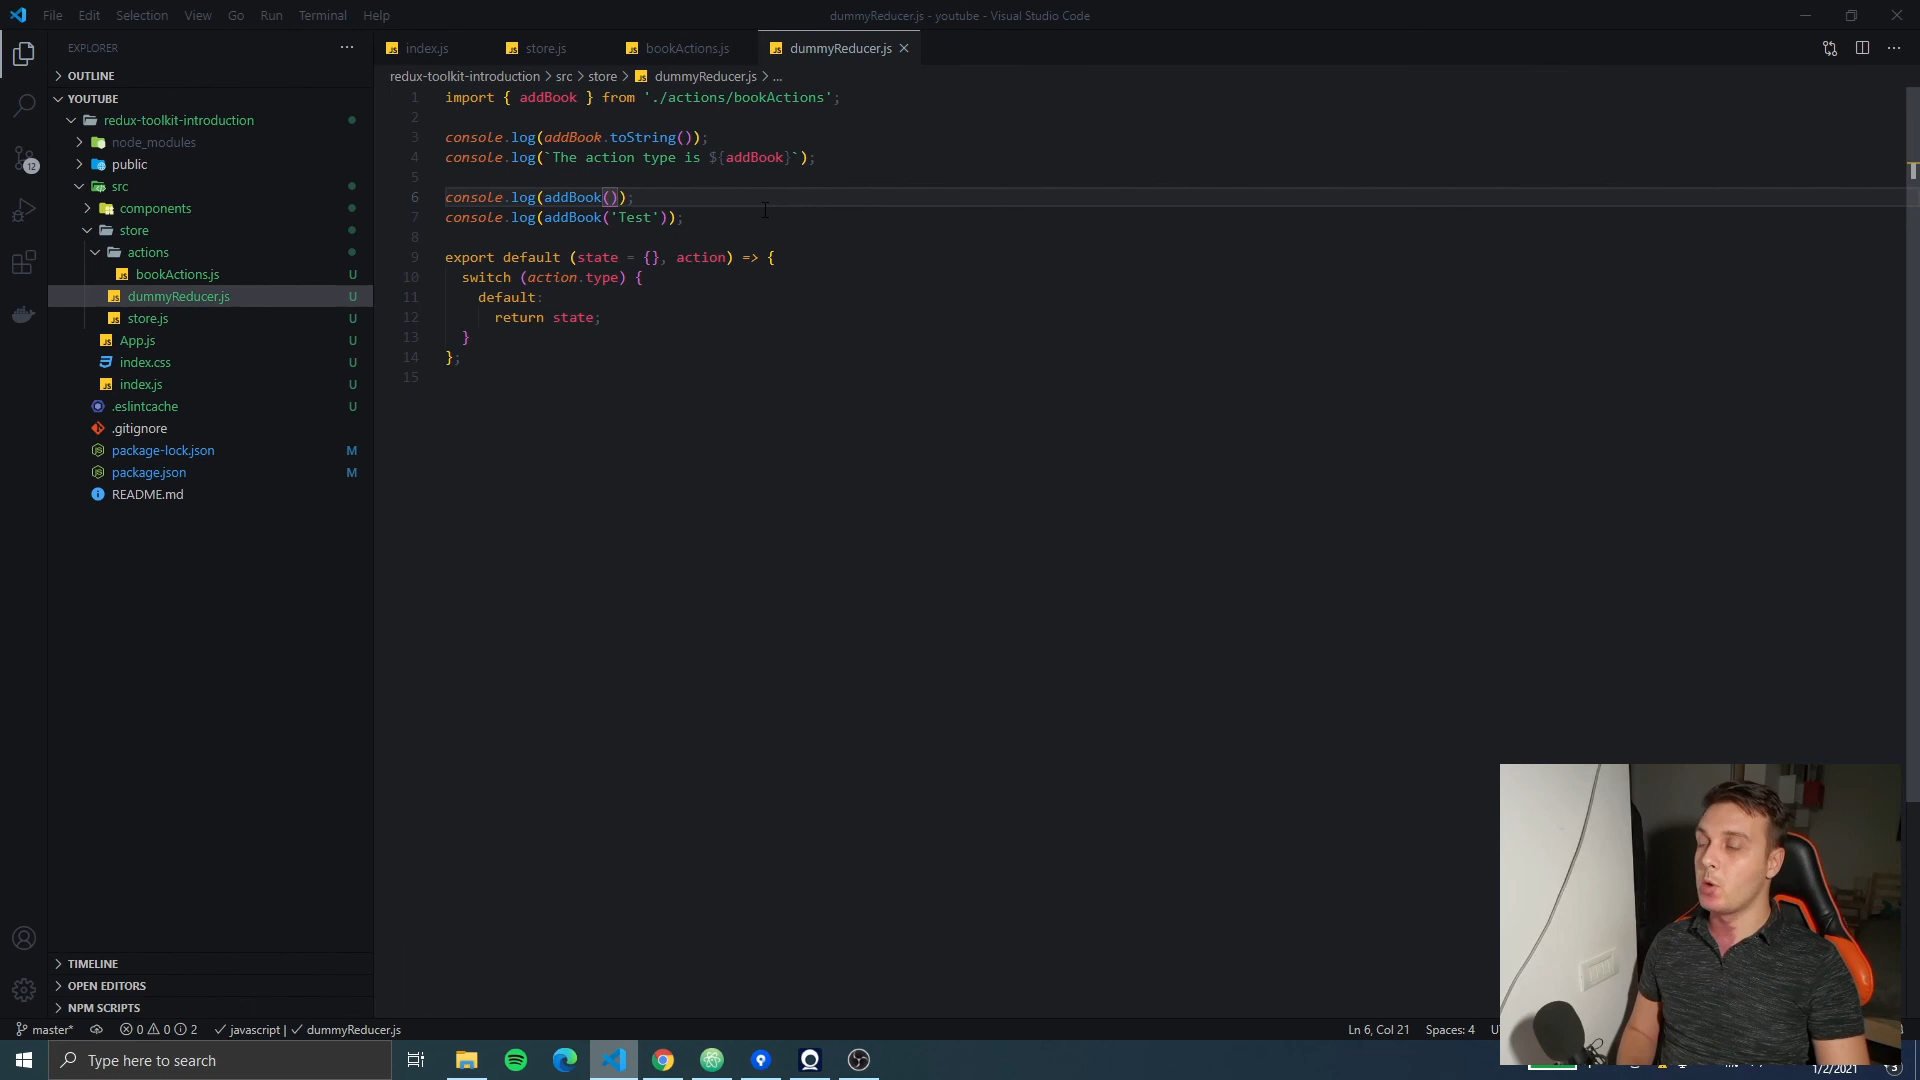 File Edit Selection View Go Run Terminal Help
dummyReducer.js - youtube - Visual Studio Code
EXPLORER
OUTLINE
YOUTUBE
redux-toolkit-introduction
node_modules
public
src
components
store
actions
bookActions.js U
dummyReducer.js U
store.js U
App.js U
index.css U
index.js U
.eslintcache U
.gitignore
package-lock.json M
package.json M
README.md
TIMELINE
OPEN EDITORS
NPM SCRIPTS
12
index.js store.js bookActions.js dummyReducer.js
redux-toolkit-introduction > src > store > dummyReducer.js > ...
1 import { addBook } from './actions/bookActions';
2
3 console.log(addBook.toString());
4 console.log(`The action type is ${addBook}`);
5
6 console.log(addBook());
7 console.log(addBook('Test'));
8
9 export default (state = {}, action) => {
10 switch (action.type) {
11 default:
12 return state;
13 }
14 };
15
master* 0 0 2 javascript | dummyReducer.js
Ln 6, Col 21 Spaces: 4
Type here to search
1/2/2021
3